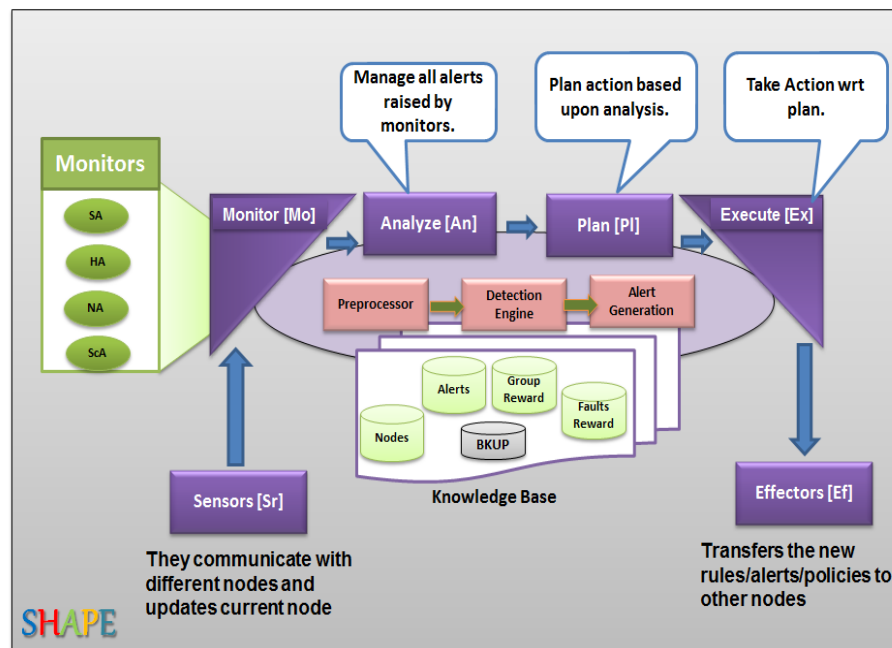 Manage all alerts
raised by
monitors.
Plan action based
upon analysis.
Take Action wrt
plan.
Monitors
SA
HA
NA
ScA
Monitor [Mo]
Analyze [An]
Plan [Pl]
Execute [Ex]
Preprocessor
Detection
Engine
Alert
Generation
Alerts
Group
Reward
Faults
Reward
Nodes
BKUP
Knowledge Base
Sensors [Sr]
They communicate with
different nodes and
updates current node
Effectors [Ef]
Transfers the new
rules/alerts/policies to
other nodes
SHAPE